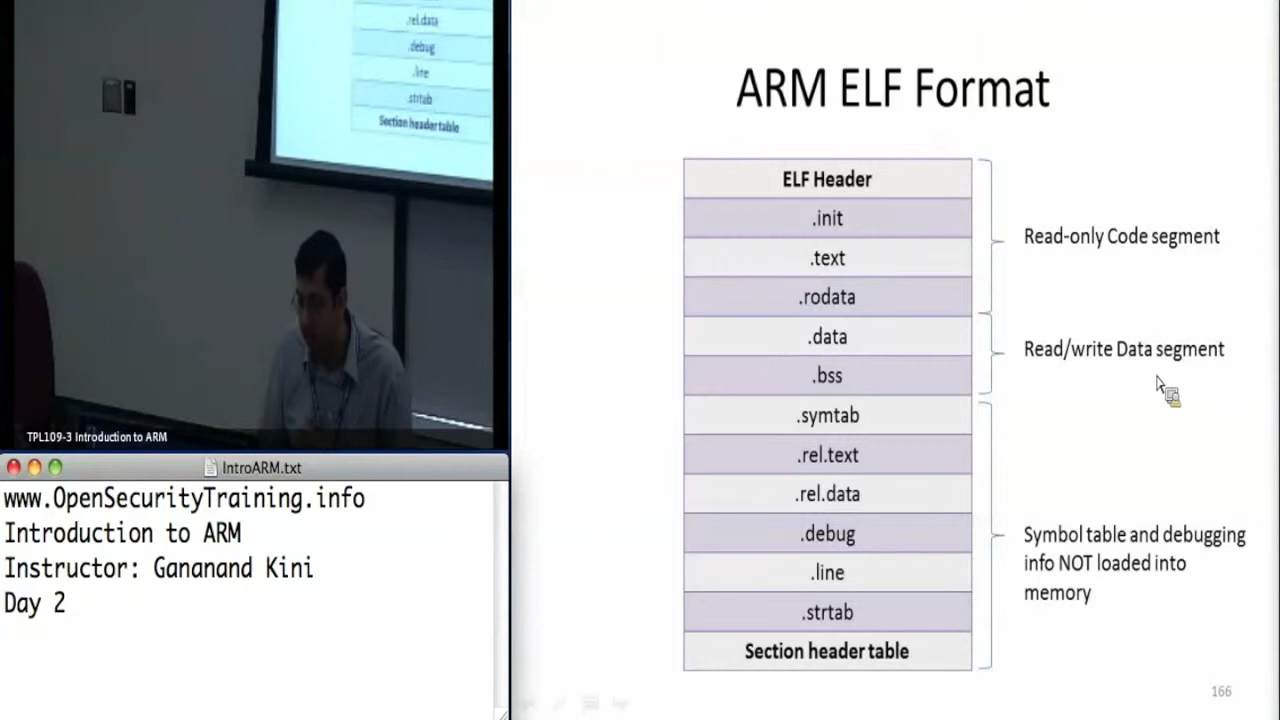 .rel.data
.debug
.line
.strtab
Section header table
TPL109-3 Introduction to ARM
IntroARM.txt
www.OpenSecurityTraining.info
Introduction to ARM
Instructor: Gananand Kini
Day 2
ARM ELF Format
ELF Header
.init
.text
.rodata
.data
.bss
.symtab
.rel.text
.rel.data
.debug
.line
.strtab
Section header table
Read-only Code segment
Read/write Data segment
Symbol table and debugging
info NOT loaded into
memory
166